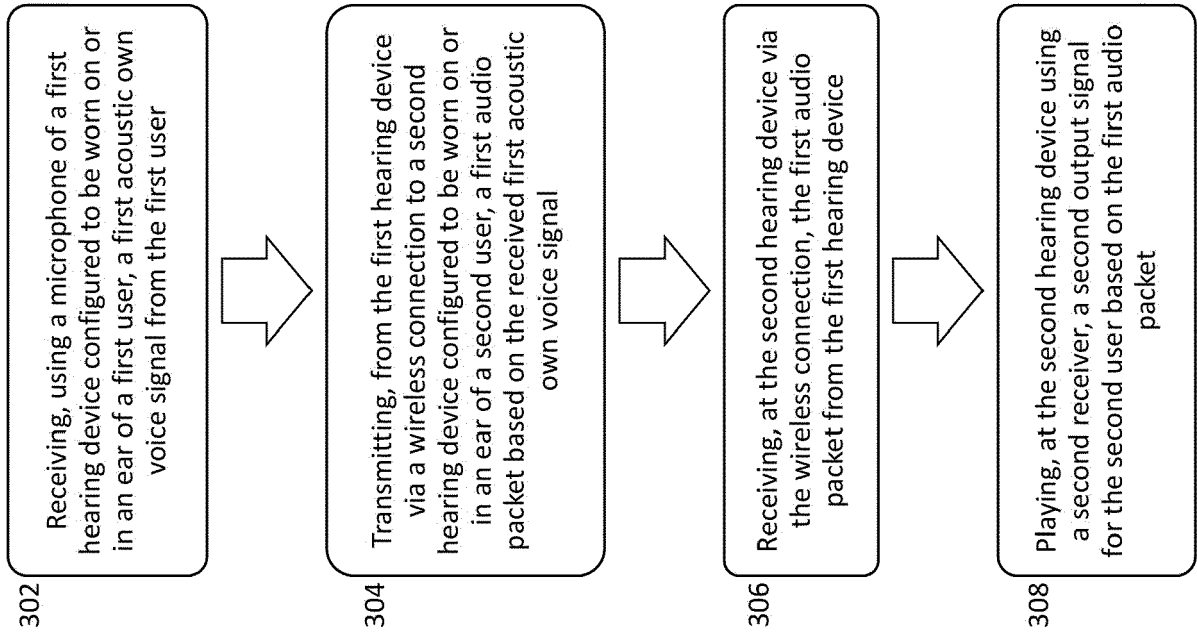 302
Receiving, using a microphone of a first
hearing device configured to be worn on or
in an ear of a first user, a first acoustic own
voice signal from the first user
304
Transmitting, from the first hearing device
via a wireless connection to a second
hearing device configured to be worn on or
in an ear of a second user, a first audio
packet based on the received first acoustic
own voice signal
306
Receiving, at the second hearing device via
the wireless connection, the first audio
packet from the first hearing device
308
Playing, at the second hearing device using
a second receiver, a second output signal
for the second user based on the first audio
packet